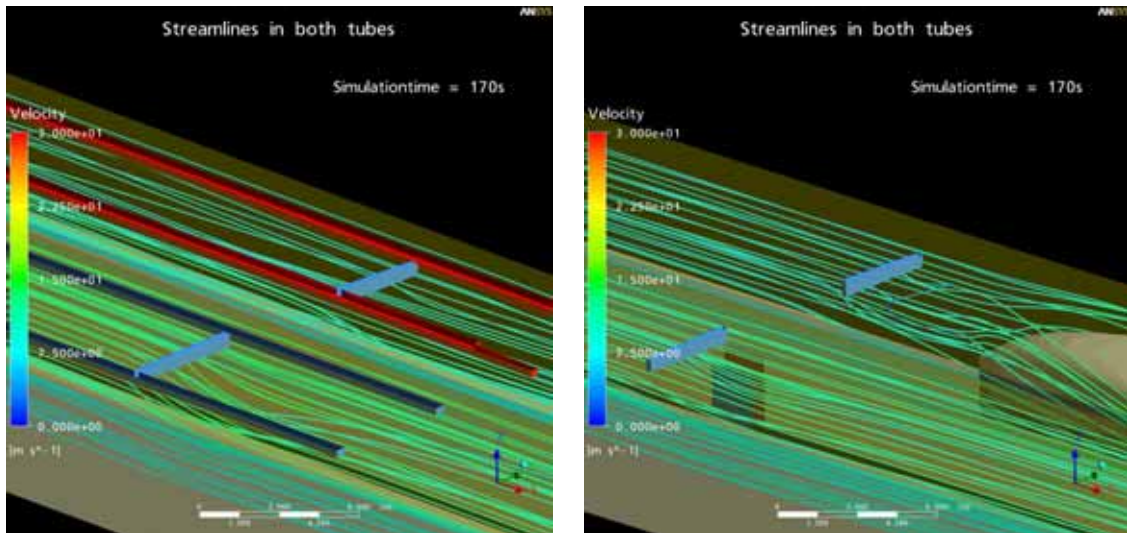 Streamlines in both tubes
Simulationtime = 170s
Velocity
3.000e+01
2.250e+01
1.500e+01
7.500e+00
0.000e+00
[m s^-1]
Streamlines in both tubes
Simulationtime = 170s
Velocity
3.000e+01
2.250e+01
1.500e+01
7.500e+00
0.000e+00
[m s^-1]